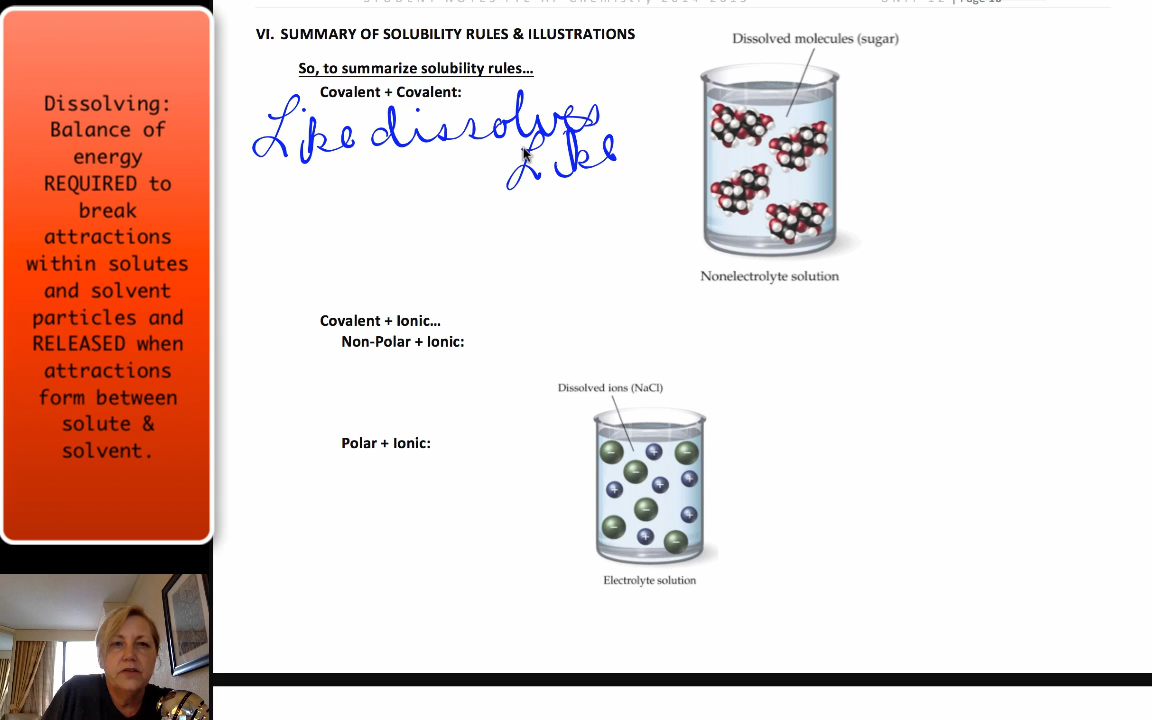 Dissolving:
Balance of
energy
REQUIRED to
break
attractions
within solutes
and solvent
particles and
RELEASED when
attractions
form between
solute &
solvent.
VI. SUMMARY OF SOLUBILITY RULES & ILLUSTRATIONS
So, to summarize solubility rules...
Covalent + Covalent:
Like dissolves
Like
Dissolved molecules (sugar)
Nonelectrolyte solution
Covalent + Ionic...
Non-Polar + Ionic:
Dissolved ions (NaCl)
Polar + Ionic:
Electrolyte solution